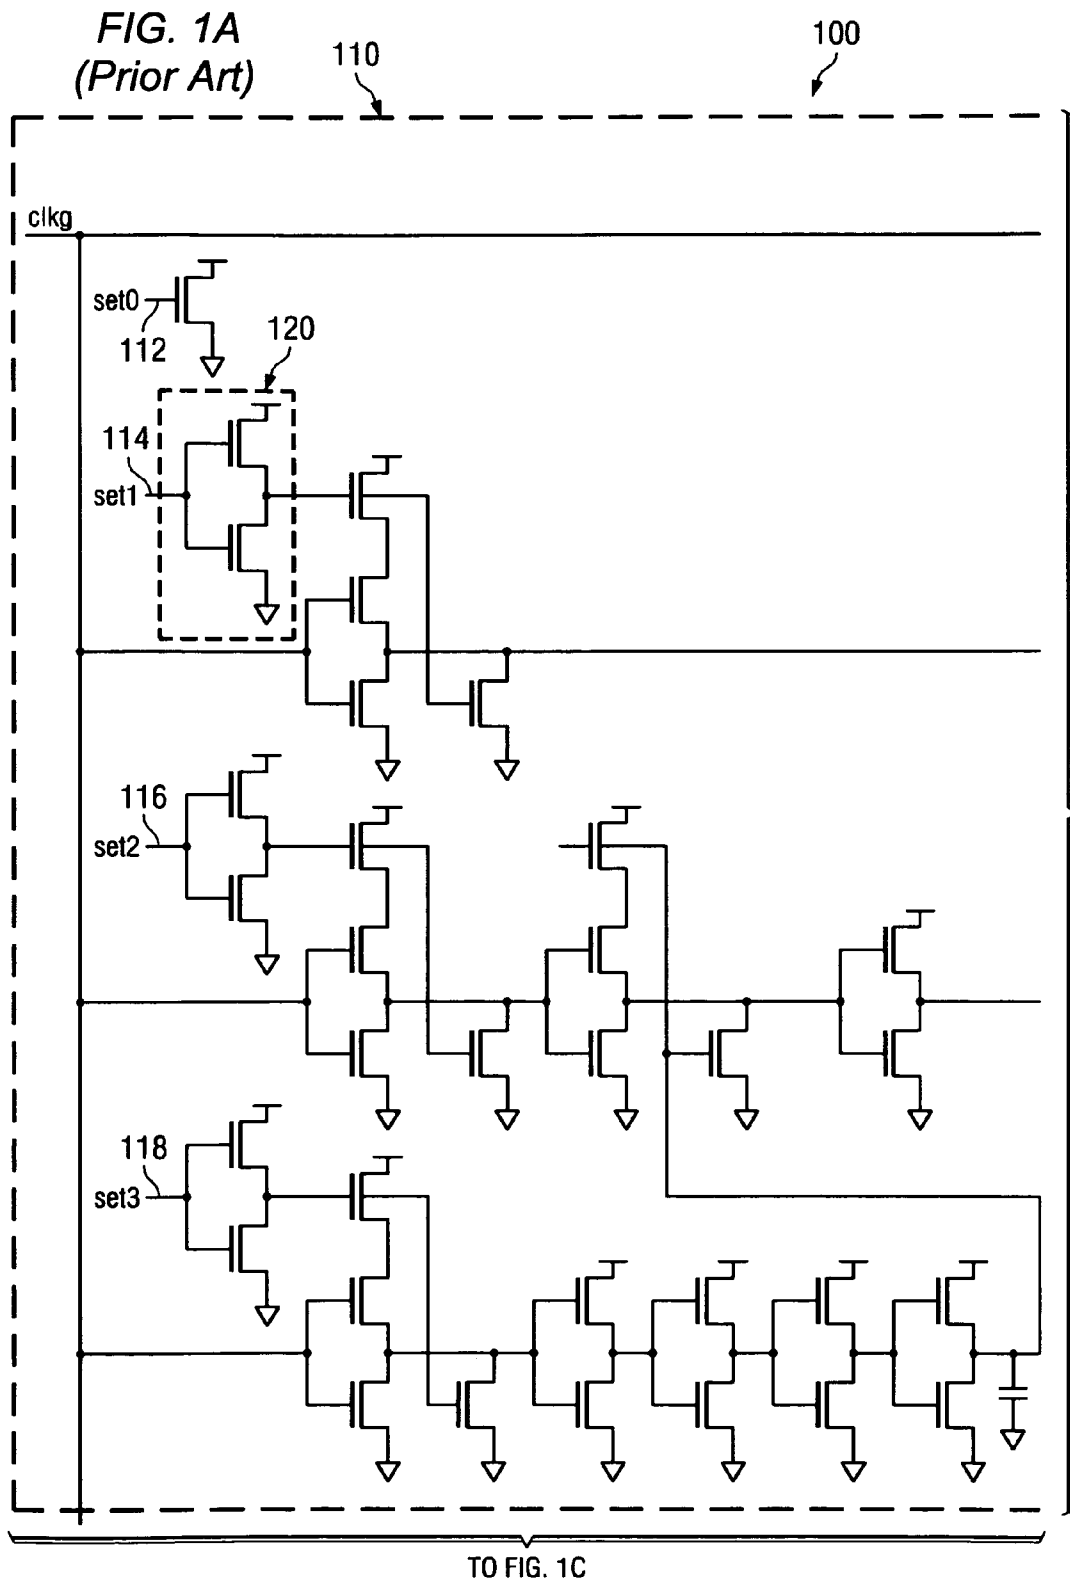 FIG. 1A
(Prior Art)
110
100
clkg
set0
112
120
114
set1
116
set2
118
set3
TO FIG. 1C